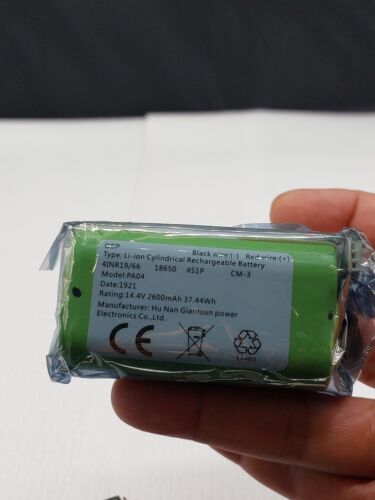 CSP Black wire:(-) Red wire:(+)
Type: Li-ion Cylindrical Rechargeable Battery
4INR19/66 18650 4S1P CM-3
Model:PA04
Date:1921
Rating:14.4V 2600mAh 37.44Wh
Manufacturer: Hu Nan Giantsun power
Electronics Co.,Ltd.
CE
Li-ion